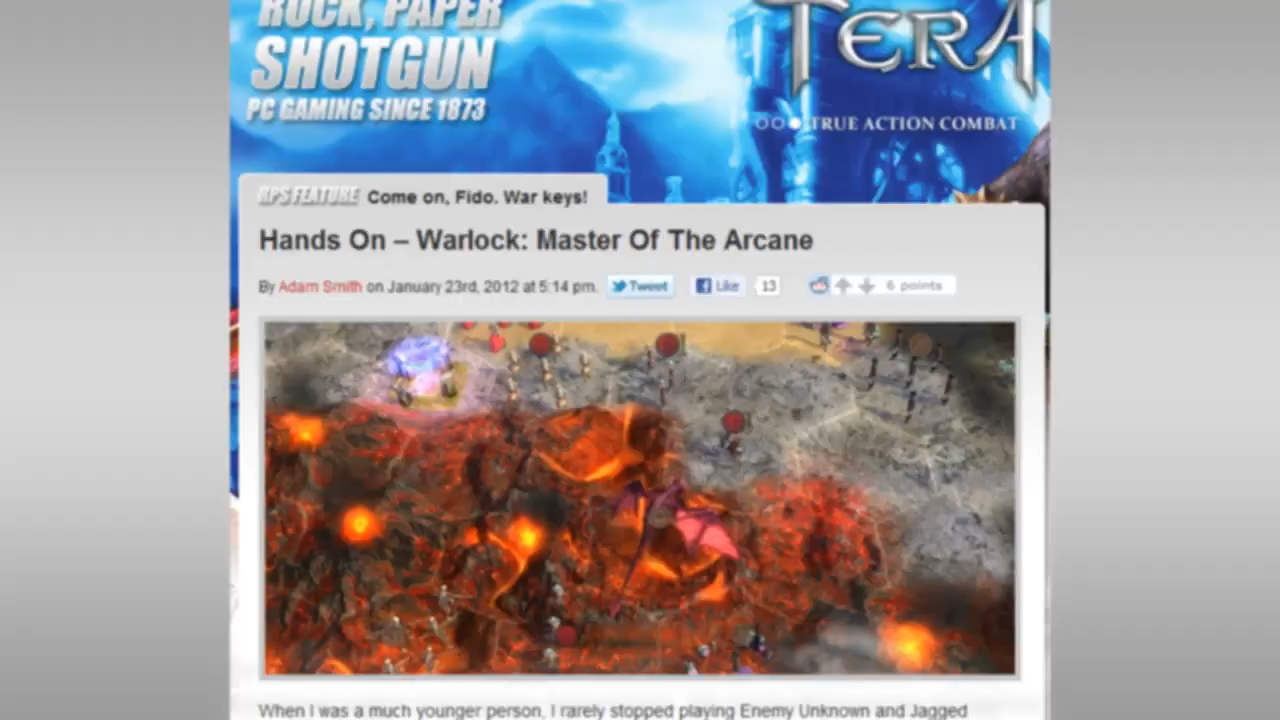 ROCK, PAPER
SHOTGUN
PC GAMING SINCE 1873
TERA
TRUE ACTION COMBAT
RPS FEATURE Come on, Fido. War keys!
Hands On – Warlock: Master Of The Arcane
By Adam Smith on January 23rd, 2012 at 5:14 pm. Tweet Like 13 6 points
When I was a much younger person, I rarely stopped playing Enemy Unknown and Jagged